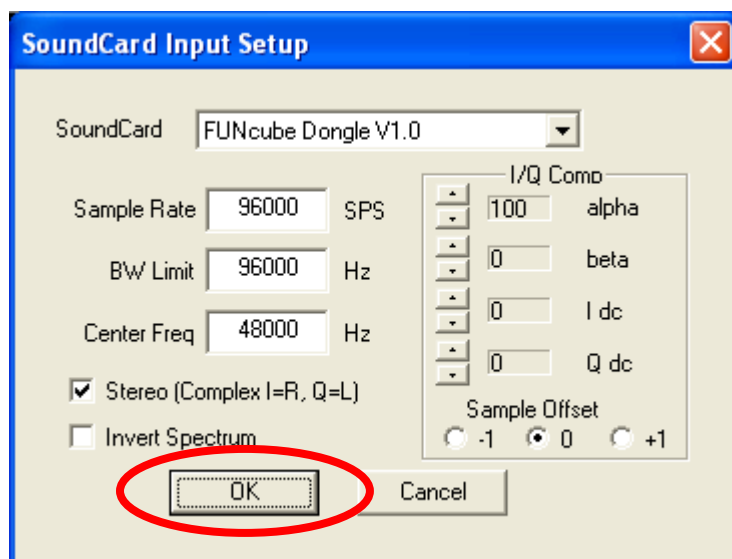 SoundCard Input Setup
SoundCard FUNcube Dongle V1.0
Sample Rate 96000 SPS
BW Limit 96000 Hz
Center Freq 48000 Hz
Stereo (Complex I=R, Q=L)
Invert Spectrum
I/Q Comp
100 alpha
0 beta
0 I dc
0 Q dc
Sample Offset
-1 0 +1
OK Cancel